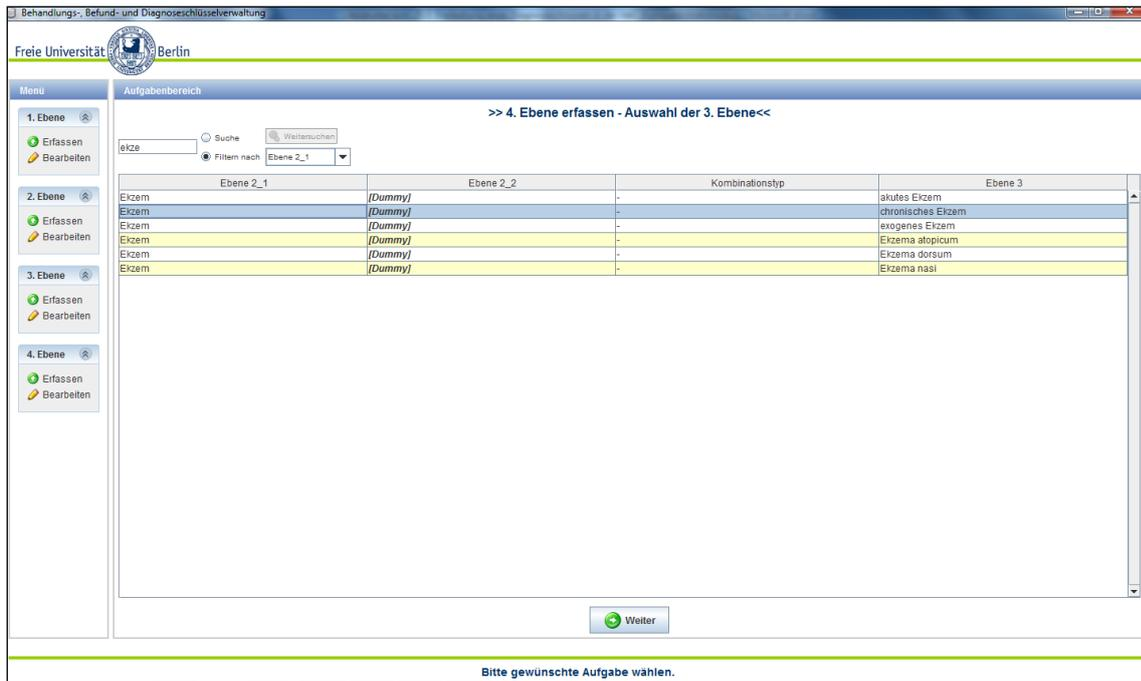 Behandlungs-, Befund- und Diagnoseschlüsselverwaltung
Freie Universität Berlin
Menü
Aufgabenbereich
1. Ebene
Erfassen
Bearbeiten
2. Ebene
Erfassen
Bearbeiten
3. Ebene
Erfassen
Bearbeiten
4. Ebene
Erfassen
Bearbeiten
>> 4. Ebene erfassen - Auswahl der 3. Ebene<<
ekze
Suche
Weitersuchen
Filtern nach Ebene 2_1
Ebene 2_1 Ebene 2_2 Kombinationstyp Ebene 3
Ekzem [Dummy] - akutes Ekzem
Ekzem [Dummy] - chronisches Ekzem
Ekzem [Dummy] - exogenes Ekzem
Ekzem [Dummy] - Ekzema atopicum
Ekzem [Dummy] - Ekzema dorsum
Ekzem [Dummy] - Ekzema nasi
Weiter
Bitte gewünschte Aufgabe wählen.